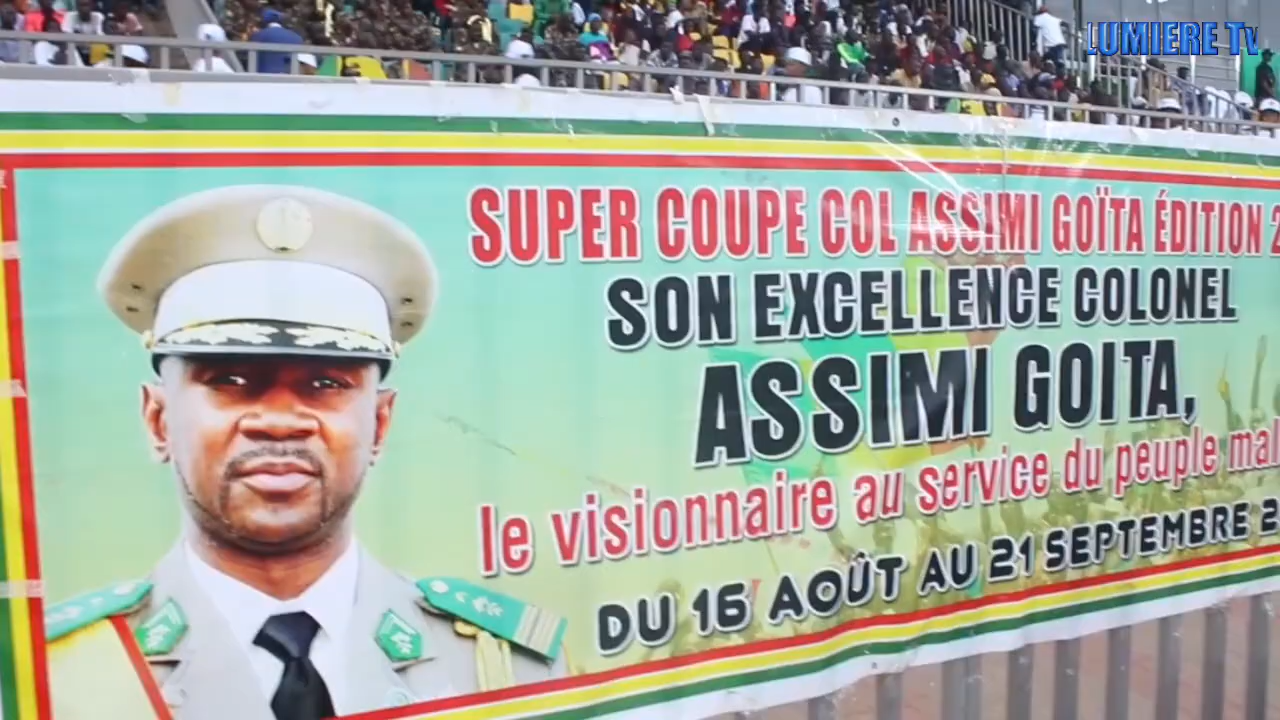 LUMIERE Tv
SUPER COUPE COL ASSIMI GOÏTA ÉDITION
SON EXCELLENCE COLONEL
ASSIMI GOITA,
le visionnaire au service du peuple
DU 16 AOÛT AU 21 SEPTEMBRE